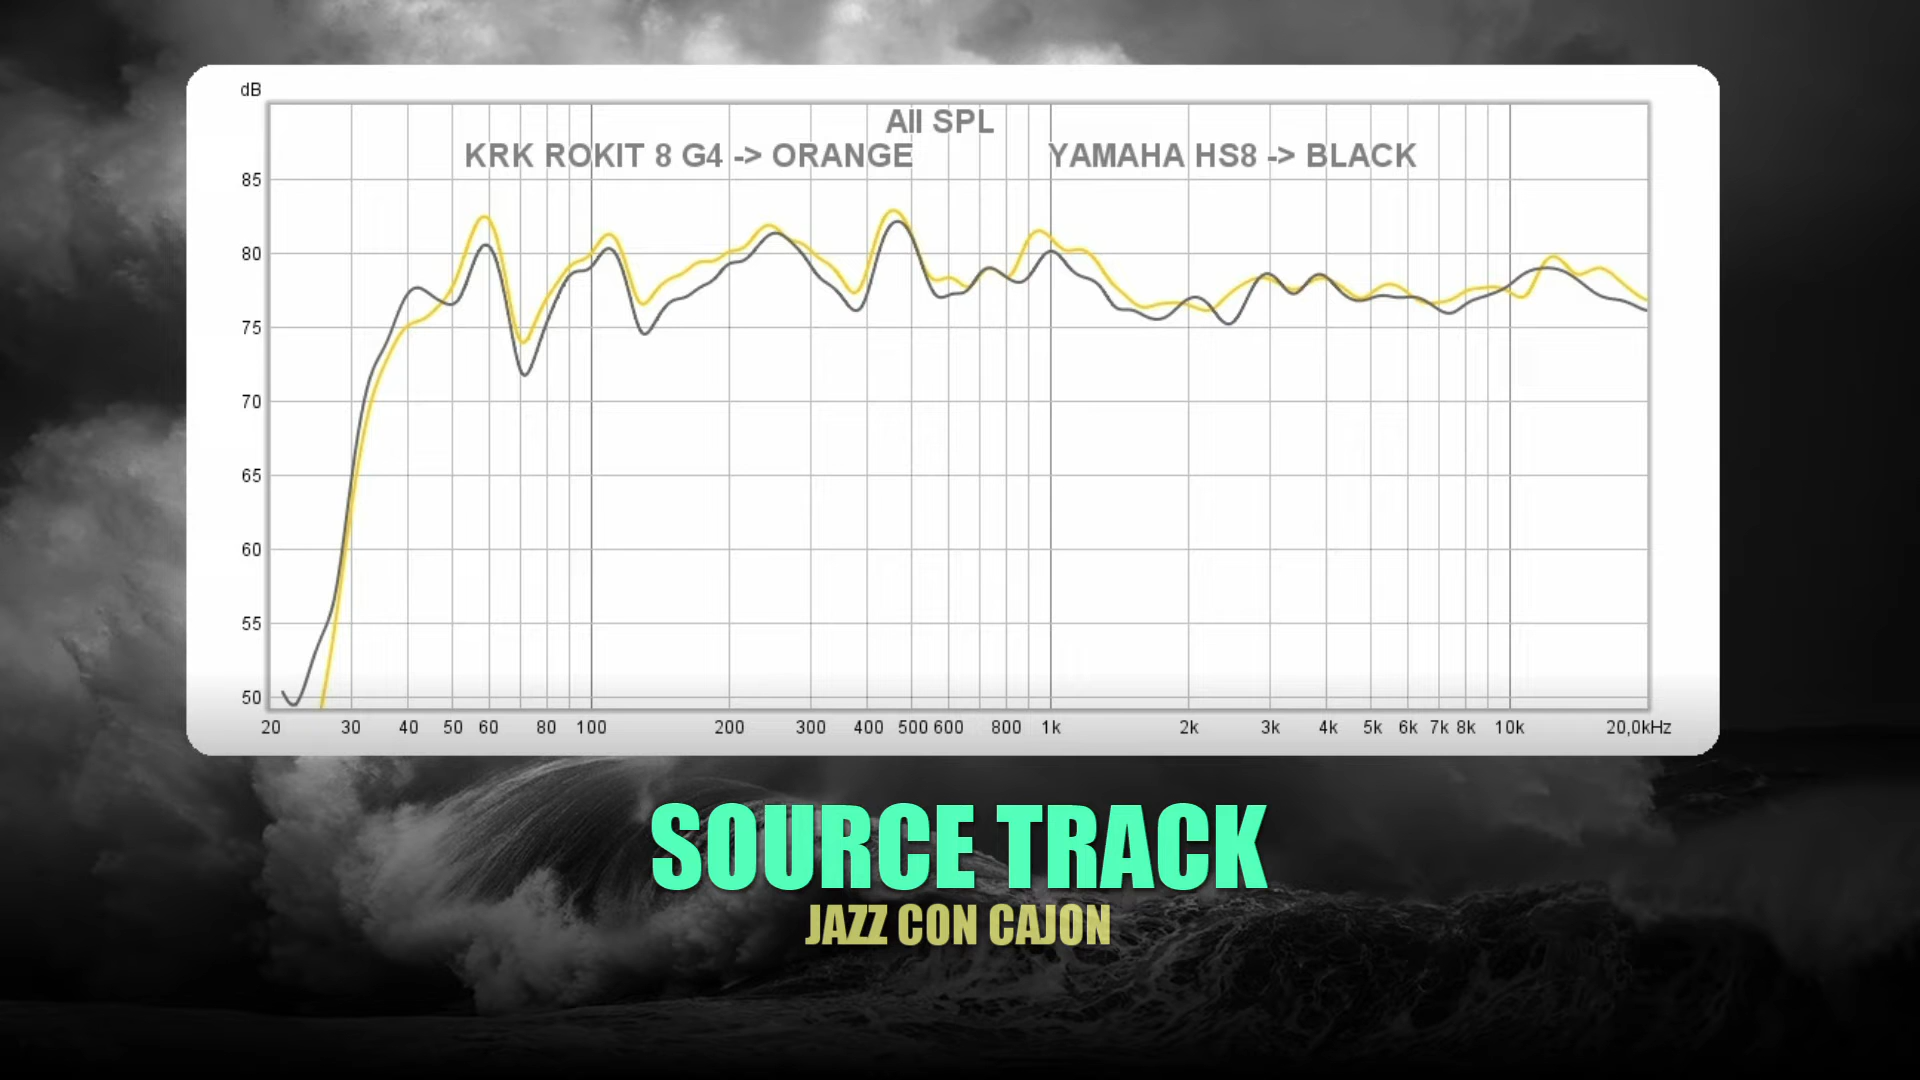 dB
All SPL
KRK ROKIT 8 G4 -> ORANGE YAMAHA HS8 -> BLACK
85
80
75
70
65
60
55
50
20 30 40 50 60 80 100 200 300 400 500 600 800 1k 2k 3k 4k 5k 6k 7k 8k 10k 20,0kHz
SOURCE TRACK
JAZZ CON CAJON